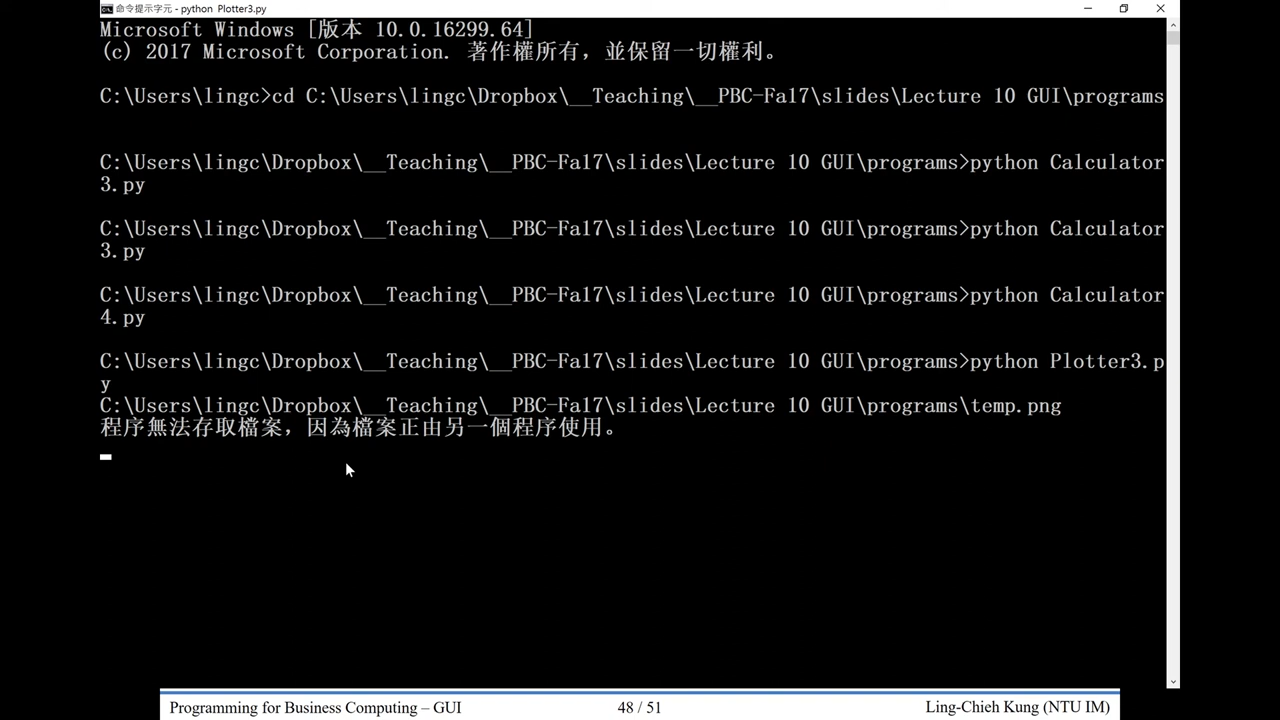 命令提示字元 - python Plotter3.py
Microsoft Windows [版本 10.0.16299.64]
(c) 2017 Microsoft Corporation. 著作權所有，並保留一切權利。
C:\Users\lingc>cd C:\Users\lingc\Dropbox\__Teaching\__PBC-Fa17\slides\Lecture 10 GUI\programs
C:\Users\lingc\Dropbox\__Teaching\__PBC-Fa17\slides\Lecture 10 GUI\programs>python Calculator
3.py
C:\Users\lingc\Dropbox\__Teaching\__PBC-Fa17\slides\Lecture 10 GUI\programs>python Calculator
3.py
C:\Users\lingc\Dropbox\__Teaching\__PBC-Fa17\slides\Lecture 10 GUI\programs>python Calculator
4.py
C:\Users\lingc\Dropbox\__Teaching\__PBC-Fa17\slides\Lecture 10 GUI\programs>python Plotter3.p
y
C:\Users\lingc\Dropbox\__Teaching\__PBC-Fa17\slides\Lecture 10 GUI\programs\temp.png
程序無法存取檔案，因為檔案正由另一個程序使用。
Programming for Business Computing – GUI
48 / 51
Ling-Chieh Kung (NTU IM)